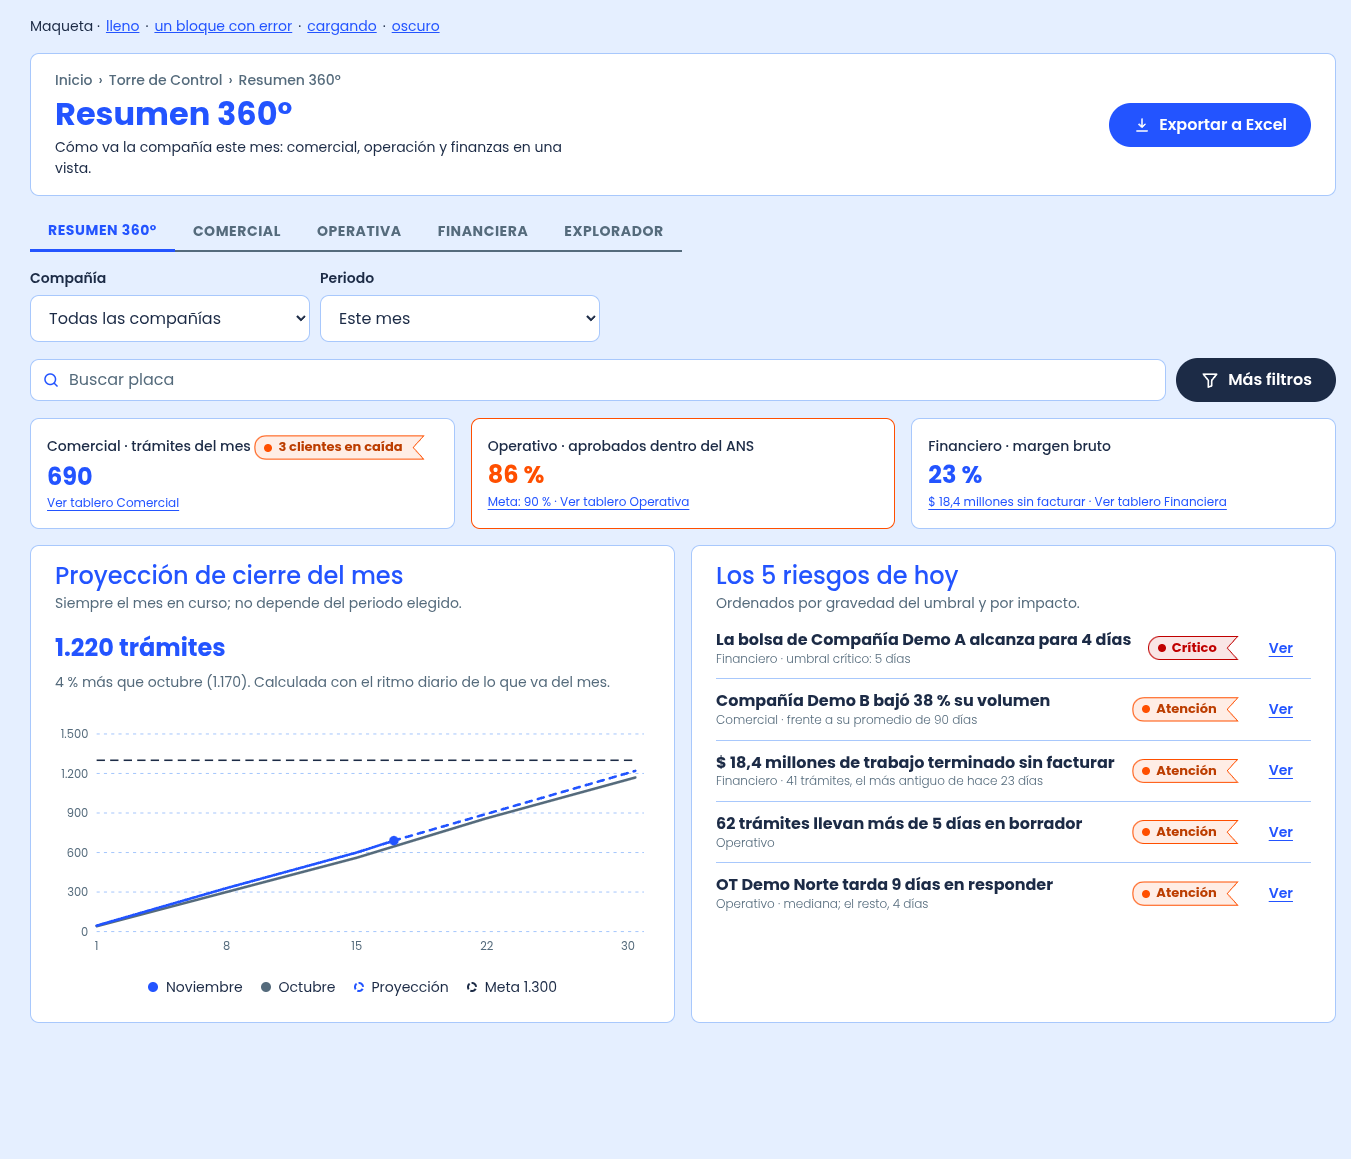 Maqueta · lleno · un bloque con error · cargando · oscuro
Inicio › Torre de Control › Resumen 360º
Resumen 360º
Cómo va la compañía este mes: comercial, operación y finanzas en una
vista.
Exportar a Excel
RESUMEN 360º COMERCIAL OPERATIVA FINANCIERA EXPLORADOR
Compañía Periodo
Todas las compañías Este mes
Buscar placa Más filtros
Comercial · trámites del mes 3 clientes en caída
690
Ver tablero Comercial
Operativo · aprobados dentro del ANS
86 %
Meta: 90 % · Ver tablero Operativa
Financiero · margen bruto
23 %
$ 18,4 millones sin facturar · Ver tablero Financiera
Proyección de cierre del mes
Siempre el mes en curso; no depende del periodo elegido.
1.220 trámites
4 % más que octubre (1.170). Calculada con el ritmo diario de lo que va del mes.
1.500
1.200
900
600
300
0
1 8 15 22 30
Noviembre Octubre Proyección Meta 1.300
Los 5 riesgos de hoy
Ordenados por gravedad del umbral y por impacto.
La bolsa de Compañía Demo A alcanza para 4 días Crítico Ver
Financiero · umbral crítico: 5 días
Compañía Demo B bajó 38 % su volumen Atención Ver
Comercial · frente a su promedio de 90 días
$ 18,4 millones de trabajo terminado sin facturar Atención Ver
Financiero · 41 trámites, el más antiguo de hace 23 días
62 trámites llevan más de 5 días en borrador Atención Ver
Operativo
OT Demo Norte tarda 9 días en responder Atención Ver
Operativo · mediana; el resto, 4 días